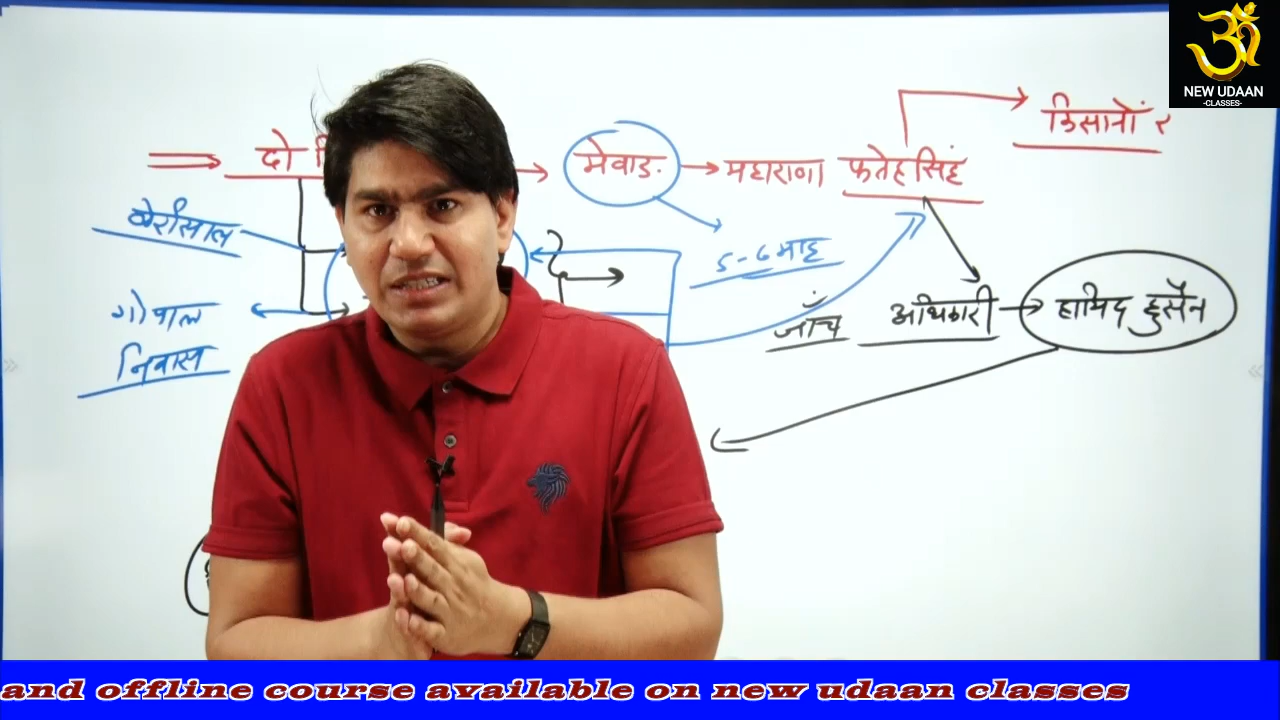 NEW UDAAN
-CLASSES-
किसानों
दो
मेवाड़
महाराणा फतेहसिंह
5-6 माह
गोपाल
निवास
जाँच
अधिकारी
हामिद हुसैन
and offline course available on new udaan classes